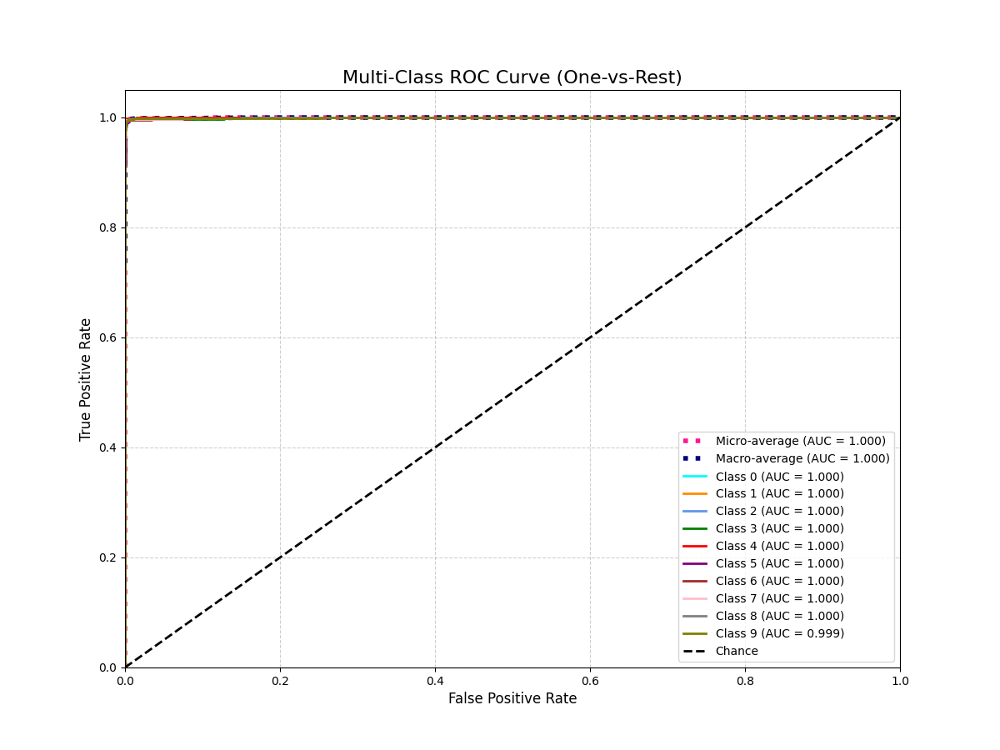 Multi-Class ROC Curve (One-vs-Rest)
1.0
0.8
0.6
0.4
0.2
0.0
True Positive Rate
Micro-average (AUC = 1.000)
Macro-average (AUC = 1.000)
Class 0 (AUC = 1.000)
Class 1 (AUC = 1.000)
Class 2 (AUC = 1.000)
Class 3 (AUC = 1.000)
Class 4 (AUC = 1.000)
Class 5 (AUC = 1.000)
Class 6 (AUC = 1.000)
Class 7 (AUC = 1.000)
Class 8 (AUC = 1.000)
Class 9 (AUC = 0.999)
Chance
0.0 0.2 0.4 0.6 0.8 1.0
False Positive Rate